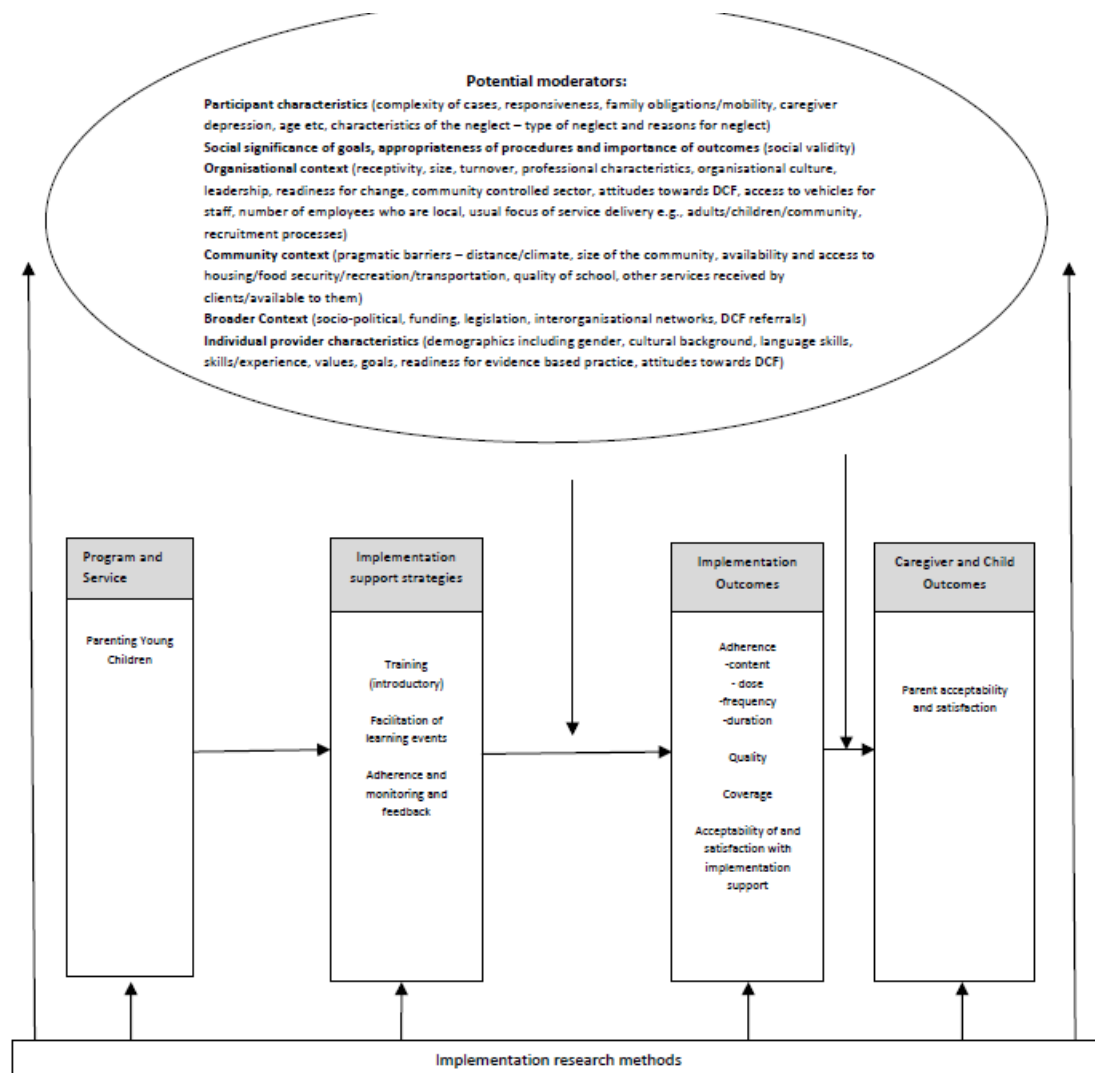 Potential moderators:
Participant characteristics (complexity of cases, responsiveness, family obligations/mobility, caregiver
depression, age etc, characteristics of the neglect – type of neglect and reasons for neglect)
Social significance of goals, appropriateness of procedures and importance of outcomes (social validity)
Organisational context (receptivity, size, turnover, professional characteristics, organisational culture,
leadership, readiness for change, community controlled sector, attitudes towards DCF, access to vehicles for
staff, number of employees who are local, usual focus of service delivery e.g., adults/children/community,
recruitment processes)
Community context (pragmatic barriers – distance/climate, size of the community, availability and access to
housing/food security/recreation/transportation, quality of school, other services received by
clients/available to them)
Broader Context (socio-political, funding, legislation, interorganisational networks, DCF referrals)
Individual provider characteristics (demographics including gender, cultural background, language skills,
skills/experience, values, goals, readiness for evidence based practice, attitudes towards DCF)
Program and
Service
Parenting Young
Children
Implementation
support strategies
Training
(introductory)
Facilitation of
learning events
Adherence and
monitoring and
feedback
Implementation
Outcomes
Adherence
-content
- dose
-frequency
-duration
Quality
Coverage
Acceptability of and
satisfaction with
implementation
support
Caregiver and Child
Outcomes
Parent acceptability
and satisfaction
Implementation research methods